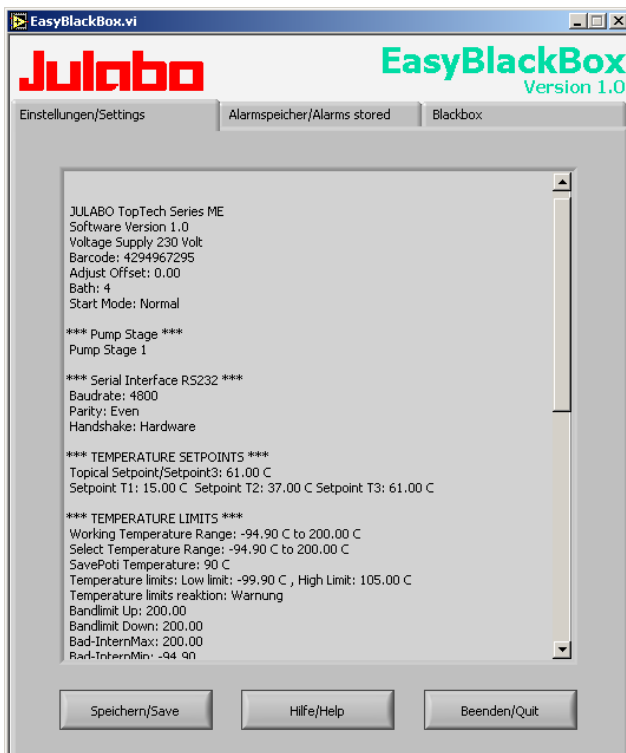 EasyBlackBox.vi
Julabo
EasyBlackBox
Version 1.0
Einstellungen/Settings
Alarmspeicher/Alarms stored
Blackbox
JULABO TopTech Series ME
Software Version 1.0
Voltage Supply 230 Volt
Barcode: 4294967295
Adjust Offset: 0.00
Bath: 4
Start Mode: Normal
*** Pump Stage ***
Pump Stage 1
*** Serial Interface RS232 ***
Baudrate: 4800
Parity: Even
Handshake: Hardware
*** TEMPERATURE SETPOINTS ***
Topical Setpoint/Setpoint3: 61.00 C
Setpoint T1: 15.00 C  Setpoint T2: 37.00 C Setpoint T3: 61.00 C
*** TEMPERATURE LIMITS ***
Working Temperature Range: -94.90 C to 200.00 C
Select Temperature Range: -94.90 C to 200.00 C
SavePoti Temperature: 90 C
Temperature limits: Low limit: -99.90 C , High Limit: 105.00 C
Temperature limits reaktion: Warnung
Bandlimit Up: 200.00
Bandlimit Down: 200.00
Bad-InternMax: 200.00
Bad-InternMin: -94.90
Speichern/Save
Hilfe/Help
Beenden/Quit